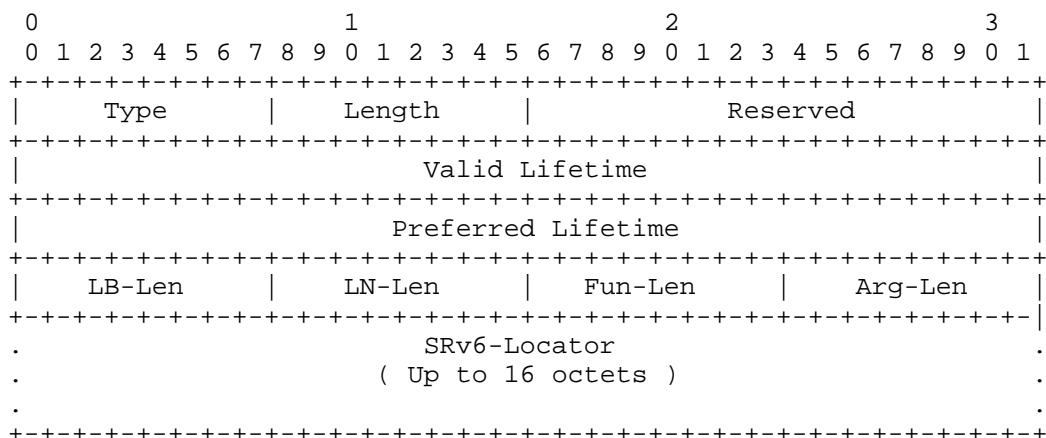 0                   1                   2                   3
 0 1 2 3 4 5 6 7 8 9 0 1 2 3 4 5 6 7 8 9 0 1 2 3 4 5 6 7 8 9 0 1
+-+-+-+-+-+-+-+-+-+-+-+-+-+-+-+-+-+-+-+-+-+-+-+-+-+-+-+-+-+-+-+-+
|     Type      |    Length     |            Reserved           |
+-+-+-+-+-+-+-+-+-+-+-+-+-+-+-+-+-+-+-+-+-+-+-+-+-+-+-+-+-+-+-+-+
|                         Valid Lifetime                        |
+-+-+-+-+-+-+-+-+-+-+-+-+-+-+-+-+-+-+-+-+-+-+-+-+-+-+-+-+-+-+-+-+
|                       Preferred Lifetime                      |
+-+-+-+-+-+-+-+-+-+-+-+-+-+-+-+-+-+-+-+-+-+-+-+-+-+-+-+-+-+-+-+-+
|    LB-Len     |    LN-Len     |   Fun-Len     |    Arg-Len    |
+-+-+-+-+-+-+-+-+-+-+-+-+-+-+-+-+-+-+-+-+-+-+-+-+-+-+-+-+-+-+-+-|
.                         SRv6-Locator                          .
.                      ( Up to 16 octets )                      .
.                                                               .
+-+-+-+-+-+-+-+-+-+-+-+-+-+-+-+-+-+-+-+-+-+-+-+-+-+-+-+-+-+-+-+-+